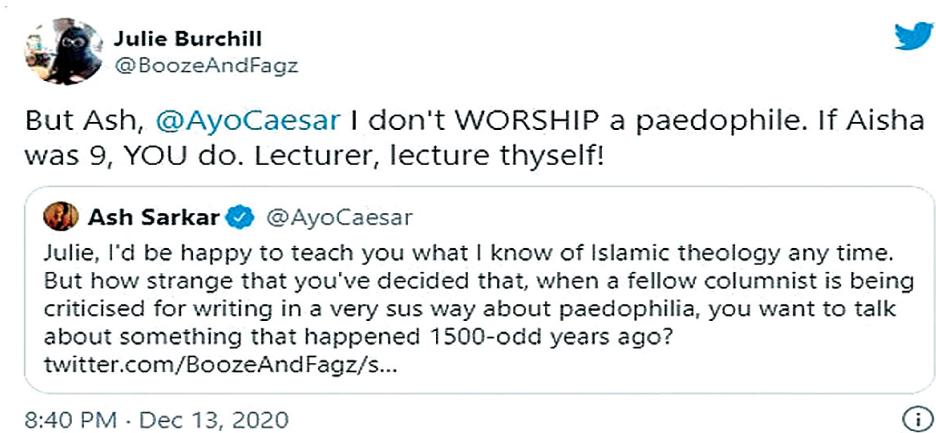 Julie Burchill
@BoozeAndFagz
But Ash, @AyoCaesar I don't WORSHIP a paedophile. If Aisha
was 9, YOU do. Lecturer, lecture thyself!
Ash Sarkar @AyoCaesar
Julie, I'd be happy to teach you what I know of Islamic theology any time.
But how strange that you've decided that, when a fellow columnist is being
criticised for writing in a very sus way about paedophilia, you want to talk
about something that happened 1500-odd years ago?
twitter.com/BoozeAndFagz/s...
8:40 PM · Dec 13, 2020